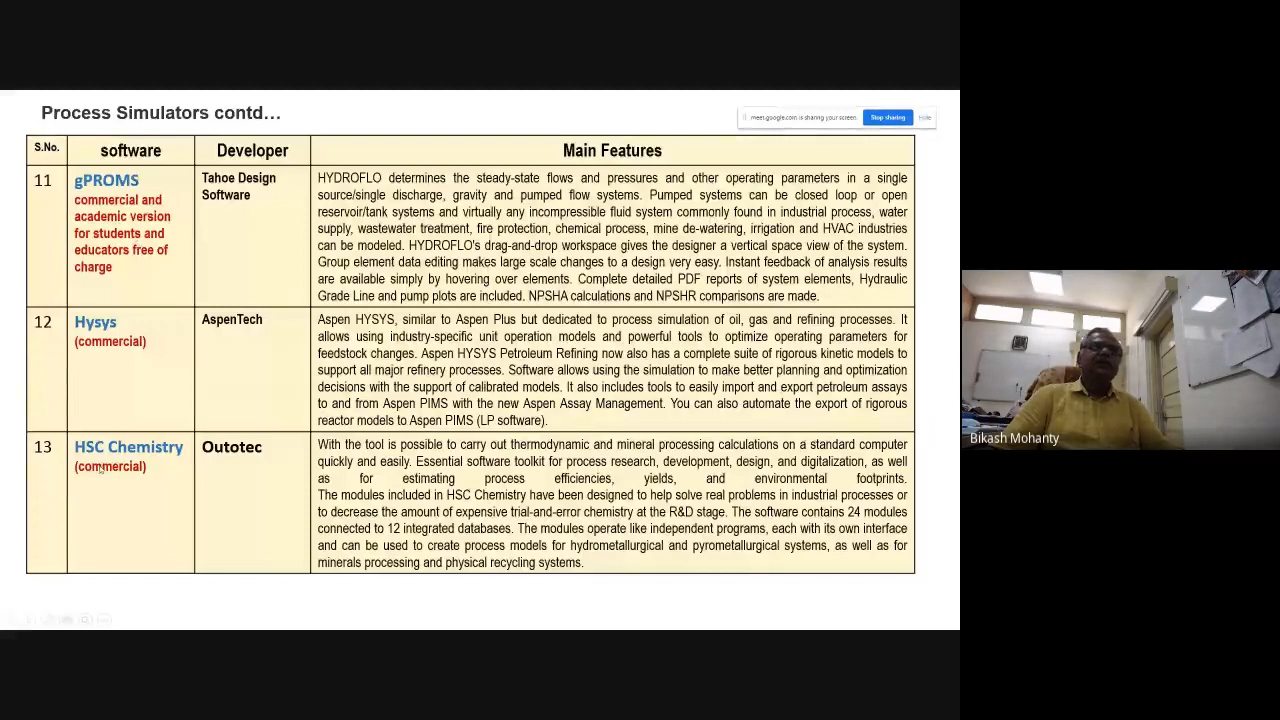 Process Simulators contd…
meet.google.com is sharing your screen.
Stop sharing
Hide
S.No.
software
Developer
Main Features
11
gPROMS
commercial and
academic version
for students and
educators free of
charge
Tahoe Design
Software
HYDROFLO determines the steady-state flows and pressures and other operating parameters in a single
source/single discharge, gravity and pumped flow systems. Pumped systems can be closed loop or open
reservoir/tank systems and virtually any incompressible fluid system commonly found in industrial process, water
supply, wastewater treatment, fire protection, chemical process, mine de-watering, irrigation and HVAC industries
can be modeled. HYDROFLO's drag-and-drop workspace gives the designer a vertical space view of the system.
Group element data editing makes large scale changes to a design very easy. Instant feedback of analysis results
are available simply by hovering over elements. Complete detailed PDF reports of system elements, Hydraulic
Grade Line and pump plots are included. NPSHA calculations and NPSHR comparisons are made.
12
Hysys
(commercial)
AspenTech
Aspen HYSYS, similar to Aspen Plus but dedicated to process simulation of oil, gas and refining processes. It
allows using industry-specific unit operation models and powerful tools to optimize operating parameters for
feedstock changes. Aspen HYSYS Petroleum Refining now also has a complete suite of rigorous kinetic models to
support all major refinery processes. Software allows using the simulation to make better planning and optimization
decisions with the support of calibrated models. It also includes tools to easily import and export petroleum assays
to and from Aspen PIMS with the new Aspen Assay Management. You can also automate the export of rigorous
reactor models to Aspen PIMS (LP software).
13
HSC Chemistry
(commercial)
Outotec
With the tool is possible to carry out thermodynamic and mineral processing calculations on a standard computer
quickly and easily. Essential software toolkit for process research, development, design, and digitalization, as well
as for estimating process efficiencies, yields, and environmental footprints.
The modules included in HSC Chemistry have been designed to help solve real problems in industrial processes or
to decrease the amount of expensive trial-and-error chemistry at the R&D stage. The software contains 24 modules
connected to 12 integrated databases. The modules operate like independent programs, each with its own interface
and can be used to create process models for hydrometallurgical and pyrometallurgical systems, as well as for
minerals processing and physical recycling systems.
Bikash Mohanty